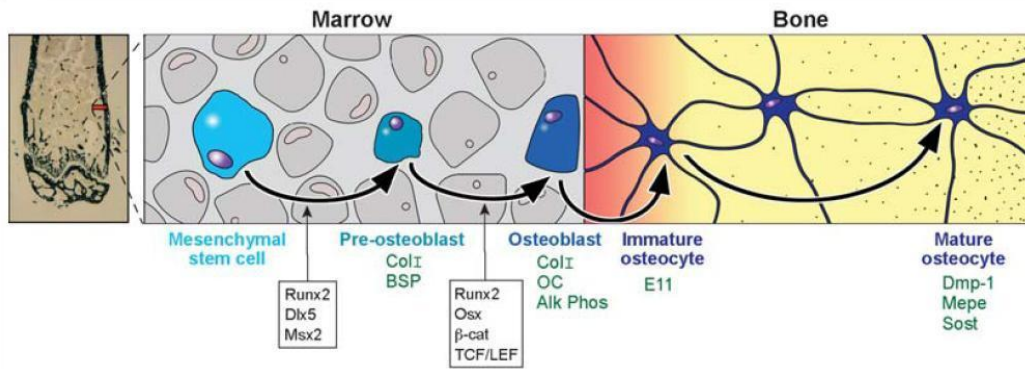 Marrow
Bone
Mesenchymal
stem cell
Pre-osteoblast
ColI
BSP
Osteoblast
ColI
OC
Alk Phos
Immature
osteocyte
E11
Mature
osteocyte
Dmp-1
Mepe
Sost
Runx2
Dlx5
Msx2
Runx2
Osx
β-cat
TCF/LEF